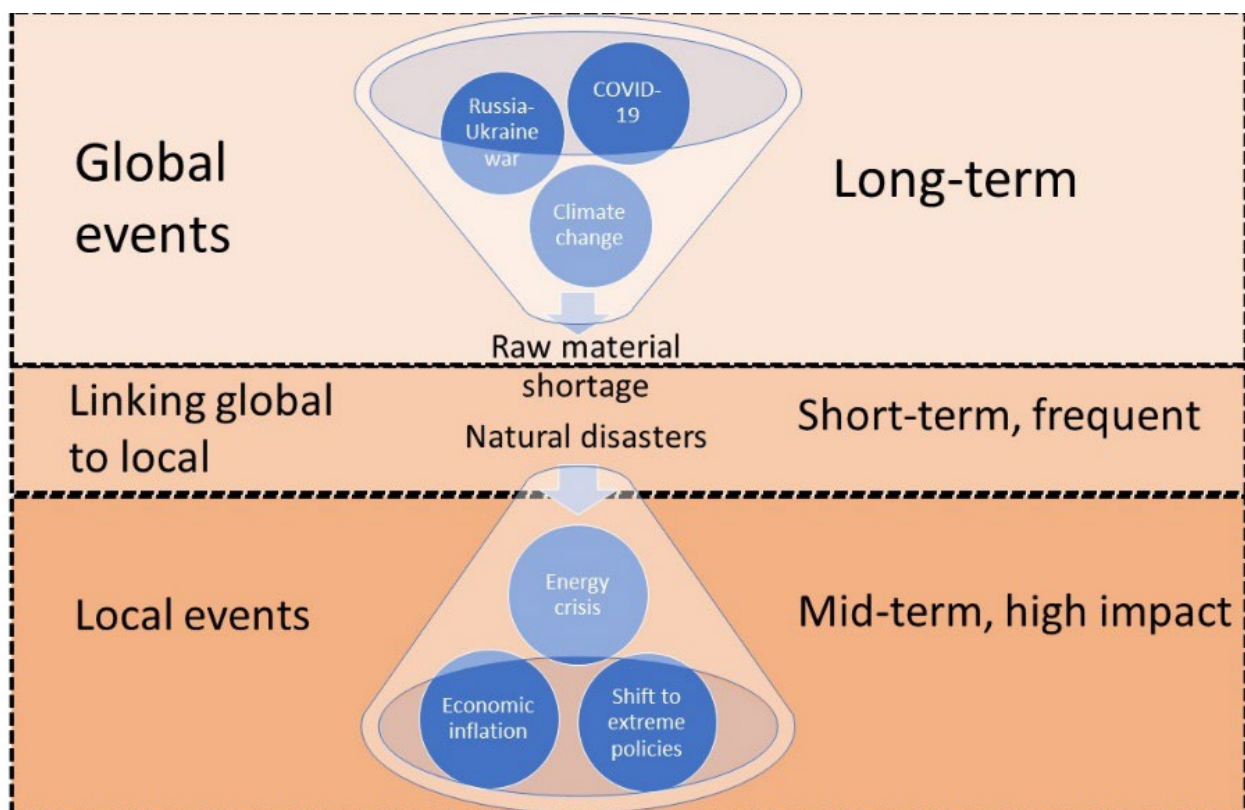 Global
events
Russia-
Ukraine
war
COVID-
19
Climate
change
Long-term
Raw material
shortage
Linking global
to local
Natural disasters
Short-term, frequent
Local events
Energy
crisis
Economic
inflation
Shift to
extreme
policies
Mid-term, high impact